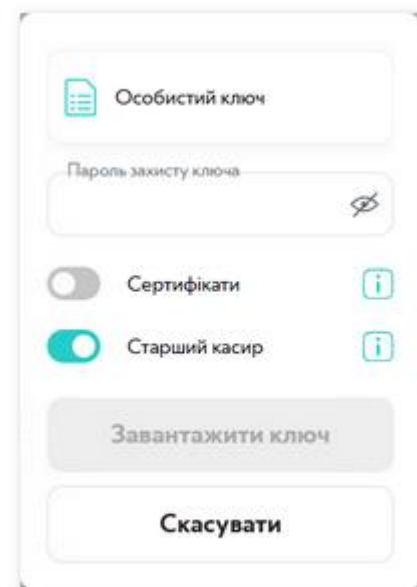 Особистий ключ
Пароль захисту ключа
Сертифікати
i
Старший касир
i
Завантажити ключ
Скасувати